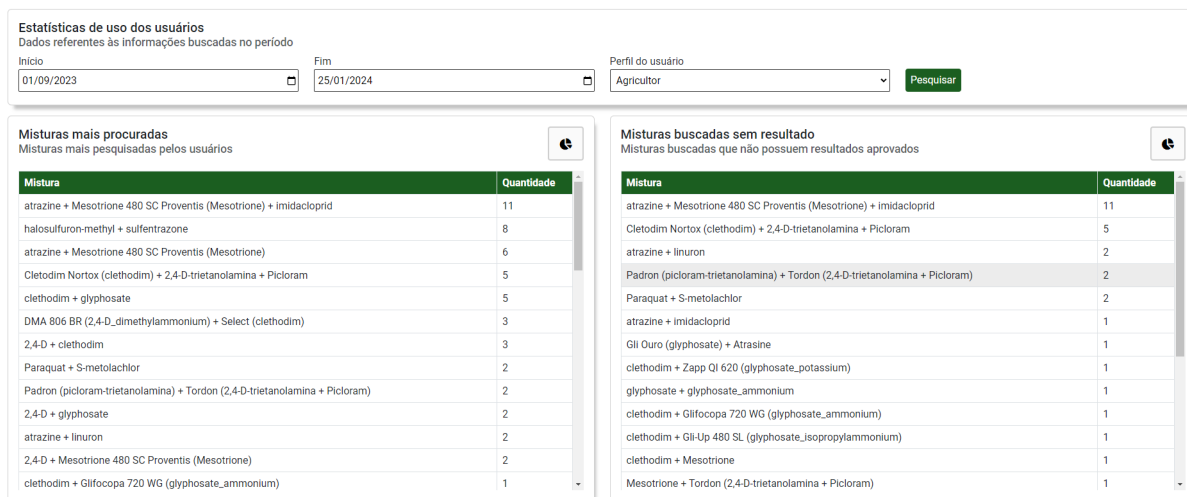 Estatísticas de uso dos usuários
Dados referentes às informações buscadas no período
Início Fim Perfil do usuário
01/09/2023 25/01/2024 Agricultor Pesquisar
Misturas mais procuradas
Misturas mais pesquisadas pelos usuários
Mistura Quantidade
atrazine + Mesotrione 480 SC Proventis (Mesotrione) + imidacloprid 11
halosulfuron-methyl + sulfentrazone 8
atrazine + Mesotrione 480 SC Proventis (Mesotrione) 6
Cletodim Nortox (clethodim) + 2,4-D-trietanolamina + Picloram 5
clethodim + glyphosate 5
DMA 806 BR (2,4-D_dimethylammonium) + Select (clethodim) 3
2,4-D + clethodim 3
Paraquat + S-metolachlor 2
Padron (picloram-trietanolamina) + Tordon (2,4-D-trietanolamina + Picloram) 2
2,4-D + glyphosate 2
atrazine + linuron 2
2,4-D + Mesotrione 480 SC Proventis (Mesotrione) 2
clethodim + Glifocopa 720 WG (glyphosate_ammonium) 1
Misturas buscadas sem resultado
Misturas buscadas que não possuem resultados aprovados
Mistura Quantidade
atrazine + Mesotrione 480 SC Proventis (Mesotrione) + imidacloprid 11
Cletodim Nortox (clethodim) + 2,4-D-trietanolamina + Picloram 5
atrazine + linuron 2
Padron (picloram-trietanolamina) + Tordon (2,4-D-trietanolamina + Picloram) 2
Paraquat + S-metolachlor 2
atrazine + imidacloprid 1
Gli Ouro (glyphosate) + Atrasine 1
clethodim + Zapp QI 620 (glyphosate_potassium) 1
glyphosate + glyphosate_ammonium 1
clethodim + Glifocopa 720 WG (glyphosate_ammonium) 1
clethodim + Gli-Up 480 SL (glyphosate_isopropylammonium) 1
clethodim + Mesotrione 1
Mesotrione + Tordon (2,4-D-trietanolamina + Picloram) 1